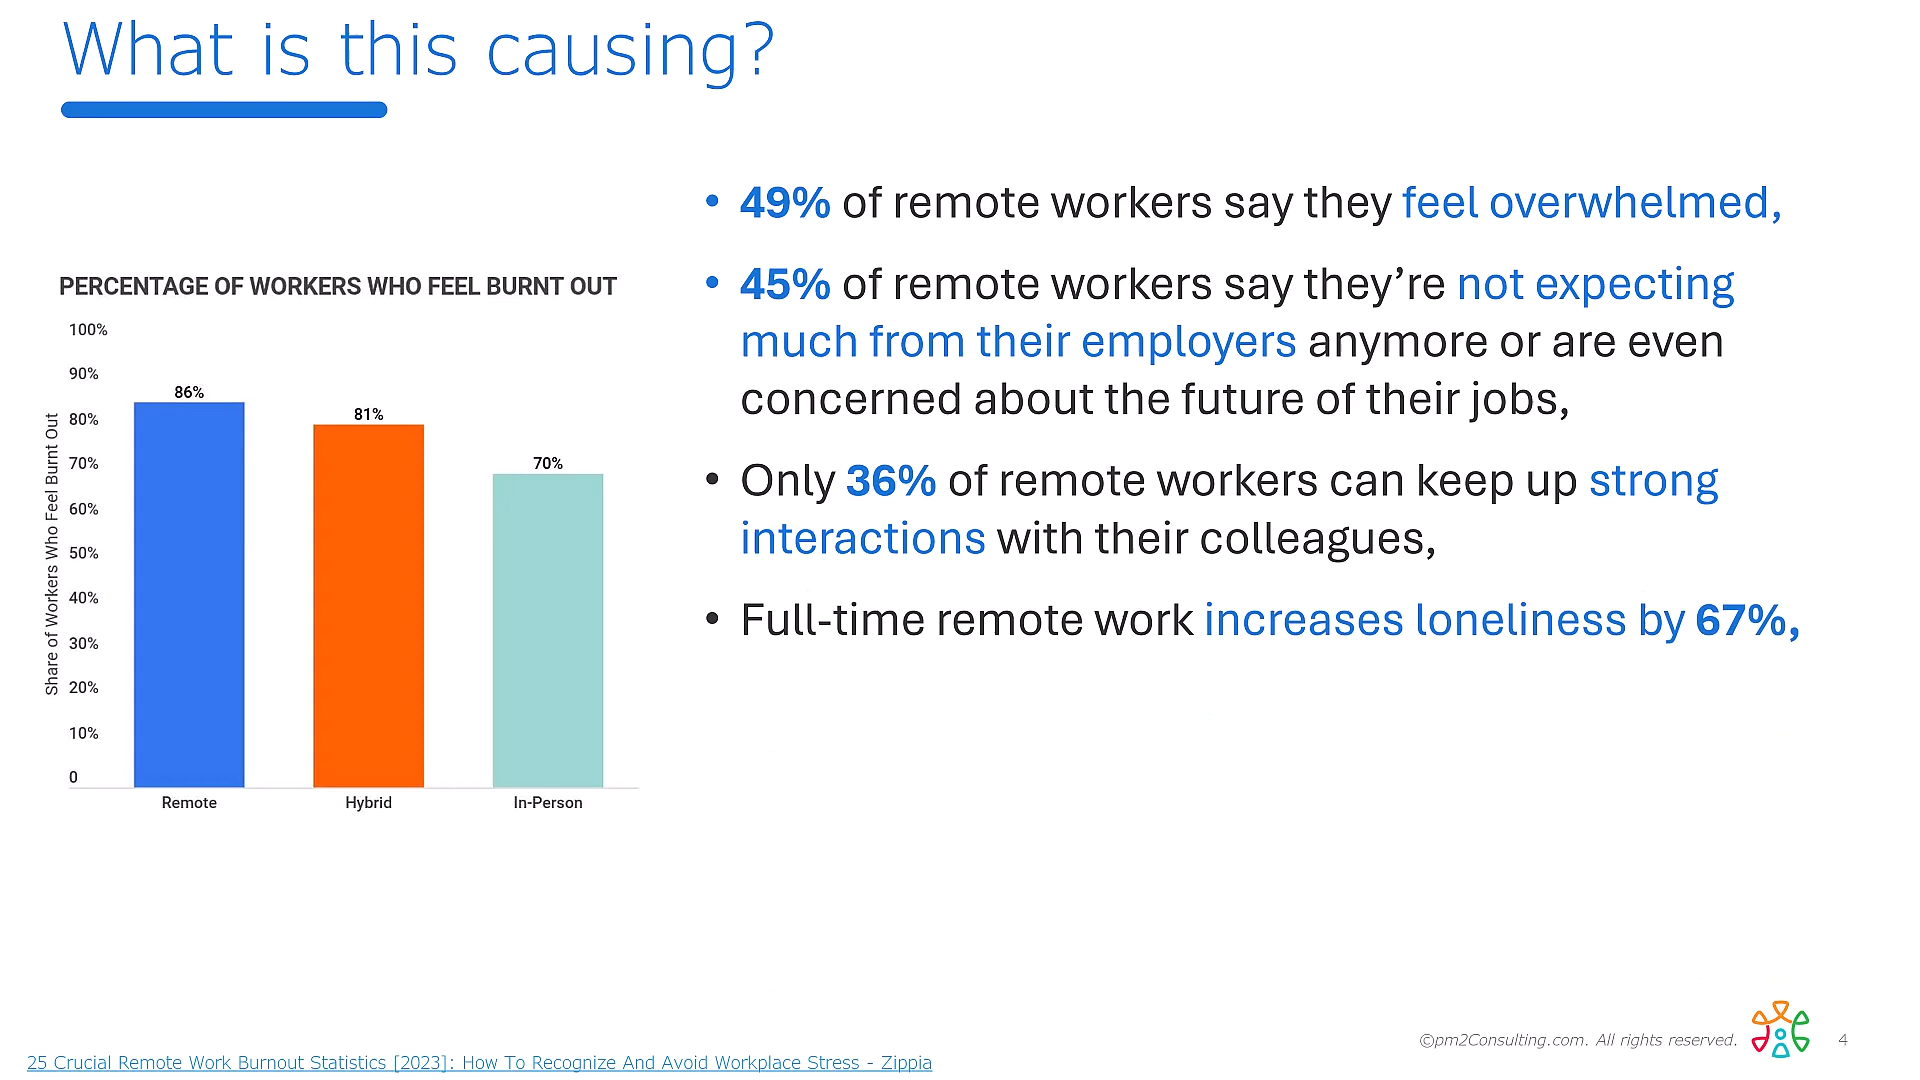 What is this causing?
• 49% of remote workers say they feel overwhelmed,
• 45% of remote workers say they’re not expecting
much from their employers anymore or are even
concerned about the future of their jobs,
• Only 36% of remote workers can keep up strong
interactions with their colleagues,
• Full-time remote work increases loneliness by 67%,
PERCENTAGE OF WORKERS WHO FEEL BURNT OUT
Share of Workers Who Feel Burnt Out
100%
90%
80%
70%
60%
50%
40%
30%
20%
10%
0
86%
81%
70%
Remote
Hybrid
In-Person
©pm2Consulting.com. All rights reserved.
4
25 Crucial Remote Work Burnout Statistics [2023]: How To Recognize And Avoid Workplace Stress - Zippia